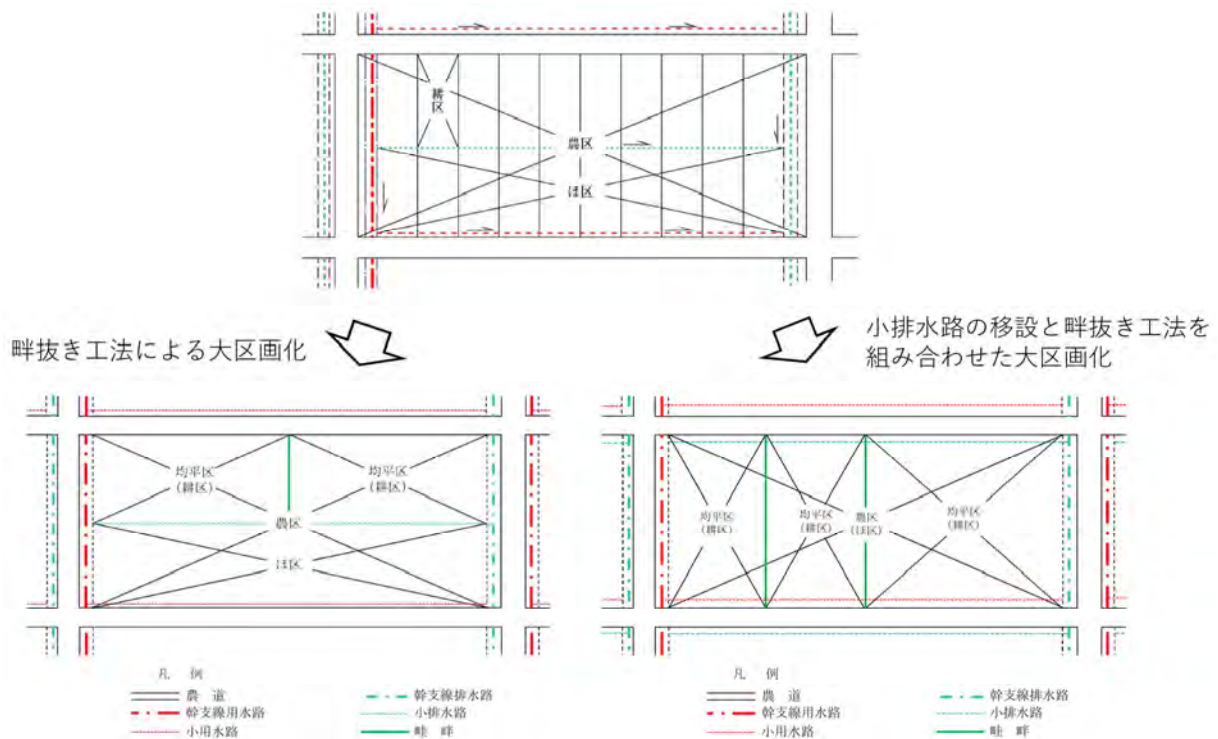 耕区
農区
ほ区
畔抜き工法による大区画化
小排水路の移設と畔抜き工法を
組み合わせた大区画化
均平区
(耕区)
均平区
(耕区)
農区
ほ区
均平区
(耕区)
均平区
(耕区)
農区
(ほ区)
均平区
(耕区)
凡 例
農 道
幹支線用水路
小用水路
幹支線排水路
小排水路
畦 畔
凡 例
農 道
幹支線用水路
小用水路
幹支線排水路
小排水路
畦 畔